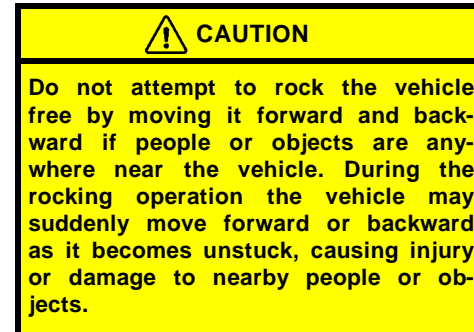 CAUTION
Do not attempt to rock the vehicle
free by moving it forward and back-
ward if people or objects are any-
where near the vehicle. During the
rocking operation the vehicle may
suddenly move forward or backward
as it becomes unstuck, causing injury
or damage to nearby people or ob-
jects.